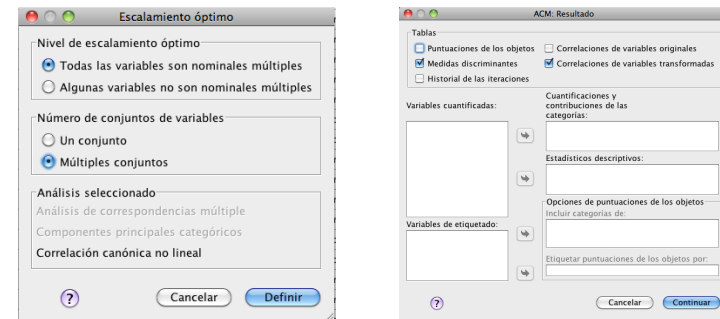 Escalamiento óptimo
Nivel de escalamiento óptimo
Todas las variables son nominales múltiples
Algunas variables no son nominales múltiples
Número de conjuntos de variables
Un conjunto
Múltiples conjuntos
Análisis seleccionado
Análisis de correspondencias múltiple
Componentes principales categóricos
Correlación canónica no lineal
?
Cancelar
Definir
ACM: Resultado
Tablas
Puntuaciones de los objetos
Correlaciones de variables originales
Medidas discriminantes
Correlaciones de variables transformadas
Historial de las iteraciones
Variables cuantificadas:
Cuantificaciones y
contribuciones de las
categorías:
Estadísticos descriptivos:
Opciones de puntuaciones de los objetos
Incluir categorías de:
Variables de etiquetado:
Etiquetar puntuaciones de los objetos por:
?
Cancelar
Continuar